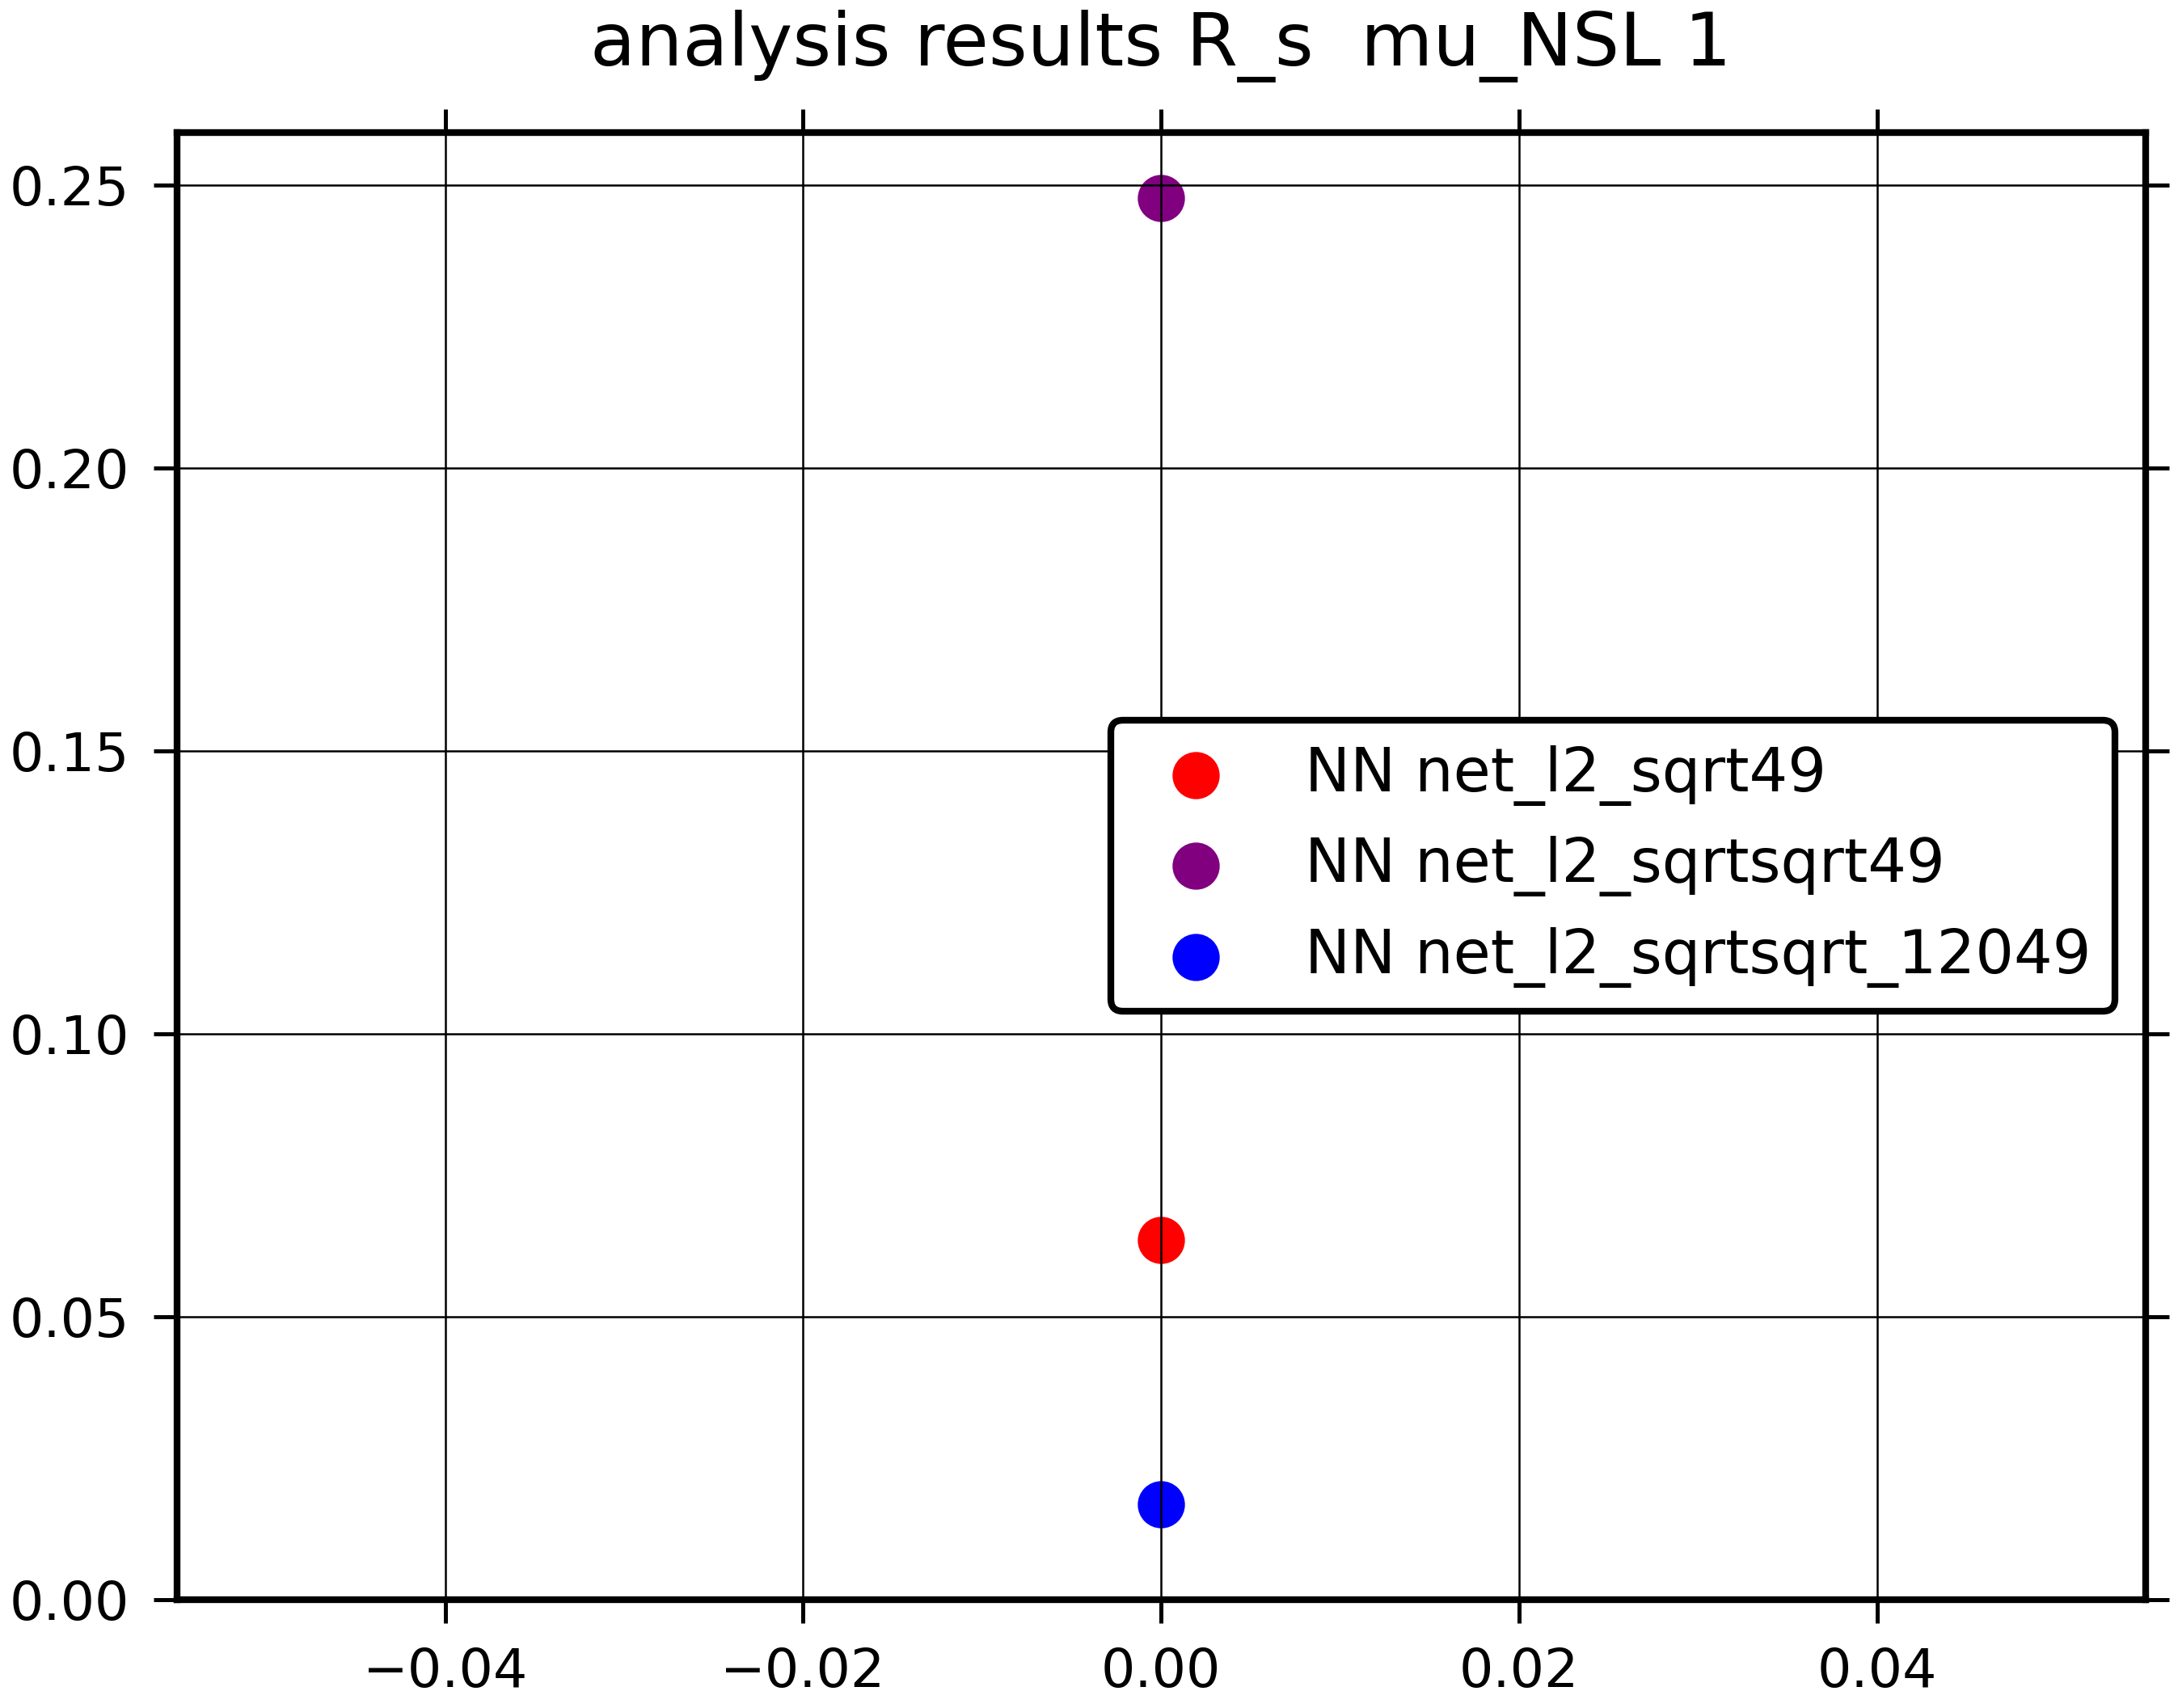 analysis results R_s  mu_NSL 1
0.25
0.20
0.15
0.10
0.05
0.00
NN net_l2_sqrt49
NN net_l2_sqrtsqrt49
NN net_l2_sqrtsqrt_12049
−0.04 −0.02 0.00 0.02 0.04